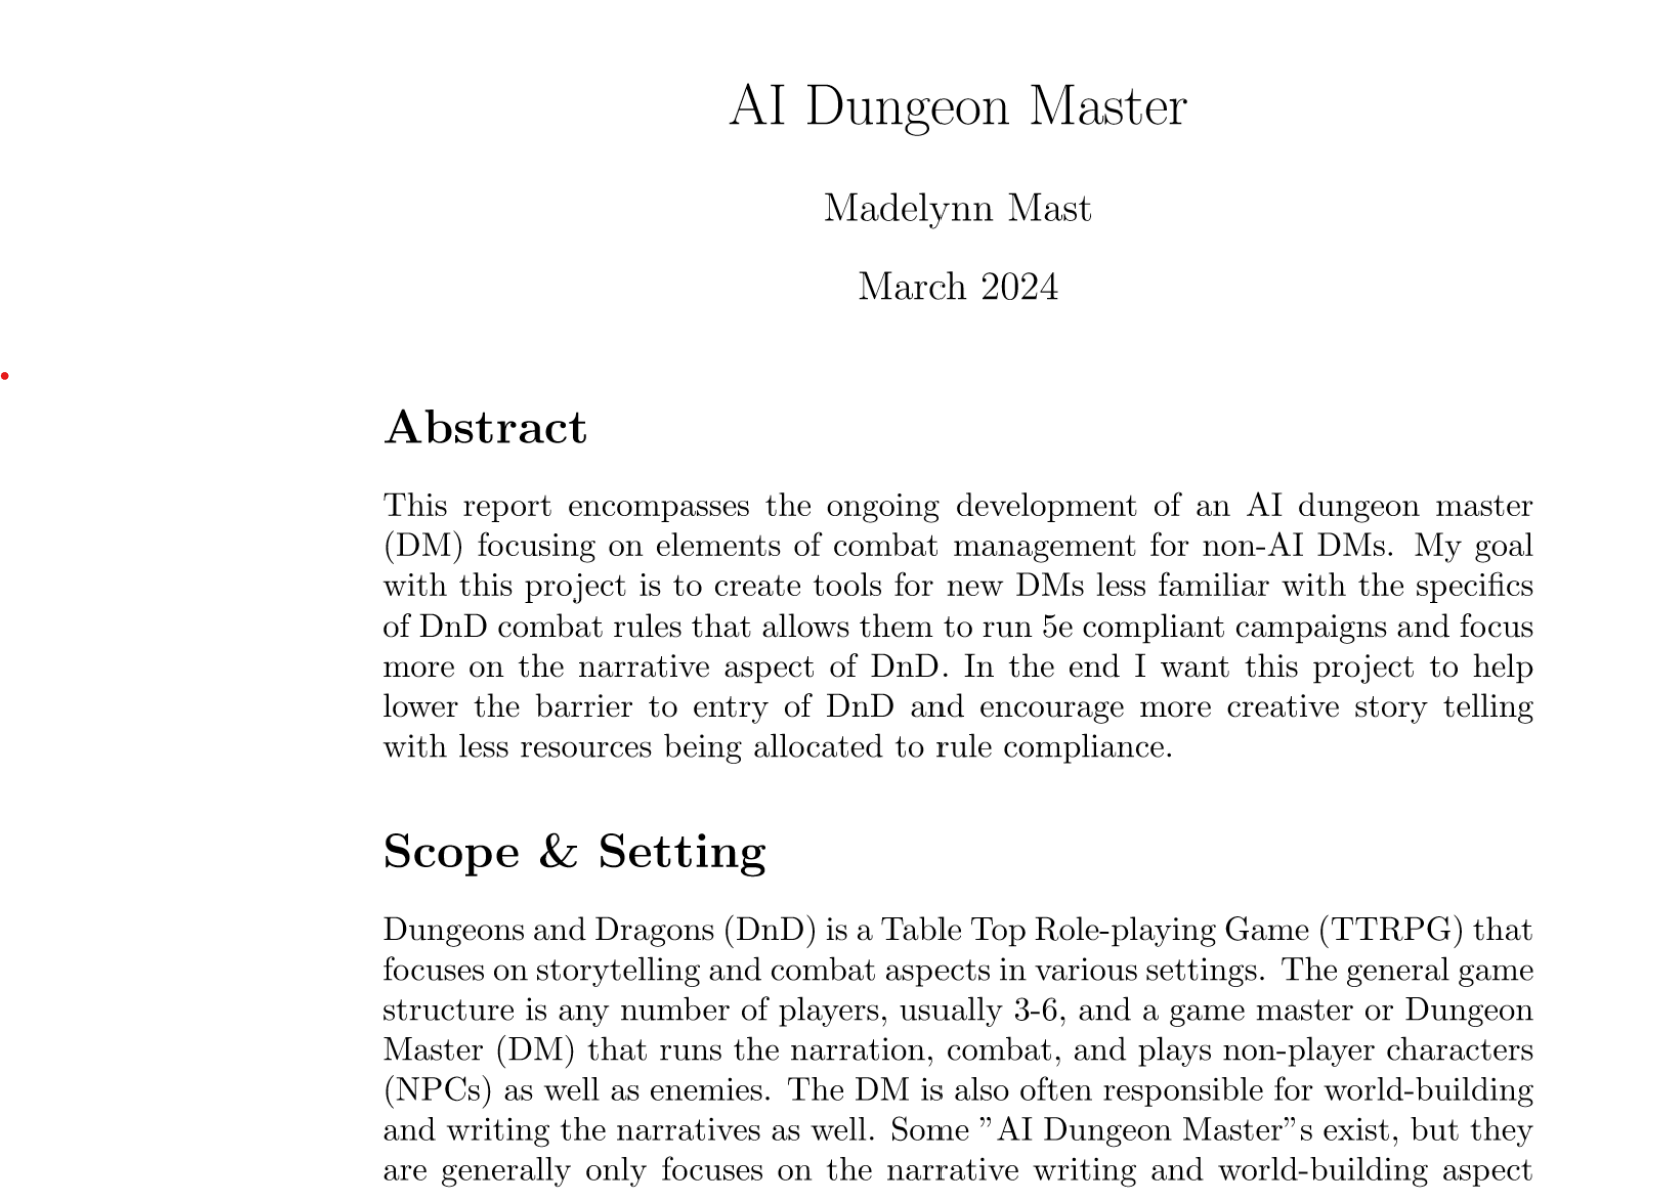 AI Dungeon Master
Madelynn Mast
March 2024
Abstract
This report encompasses the ongoing development of an AI dungeon master
(DM) focusing on elements of combat management for non-AI DMs. My goal
with this project is to create tools for new DMs less familiar with the specifics
of DnD combat rules that allows them to run 5e compliant campaigns and focus
more on the narrative aspect of DnD. In the end I want this project to help
lower the barrier to entry of DnD and encourage more creative story telling
with less resources being allocated to rule compliance.
Scope & Setting
Dungeons and Dragons (DnD) is a Table Top Role-playing Game (TTRPG) that
focuses on storytelling and combat aspects in various settings. The general game
structure is any number of players, usually 3-6, and a game master or Dungeon
Master (DM) that runs the narration, combat, and plays non-player characters
(NPCs) as well as enemies. The DM is also often responsible for world-building
and writing the narratives as well. Some ”AI Dungeon Master”s exist, but they
are generally only focuses on the narrative writing and world-building aspect